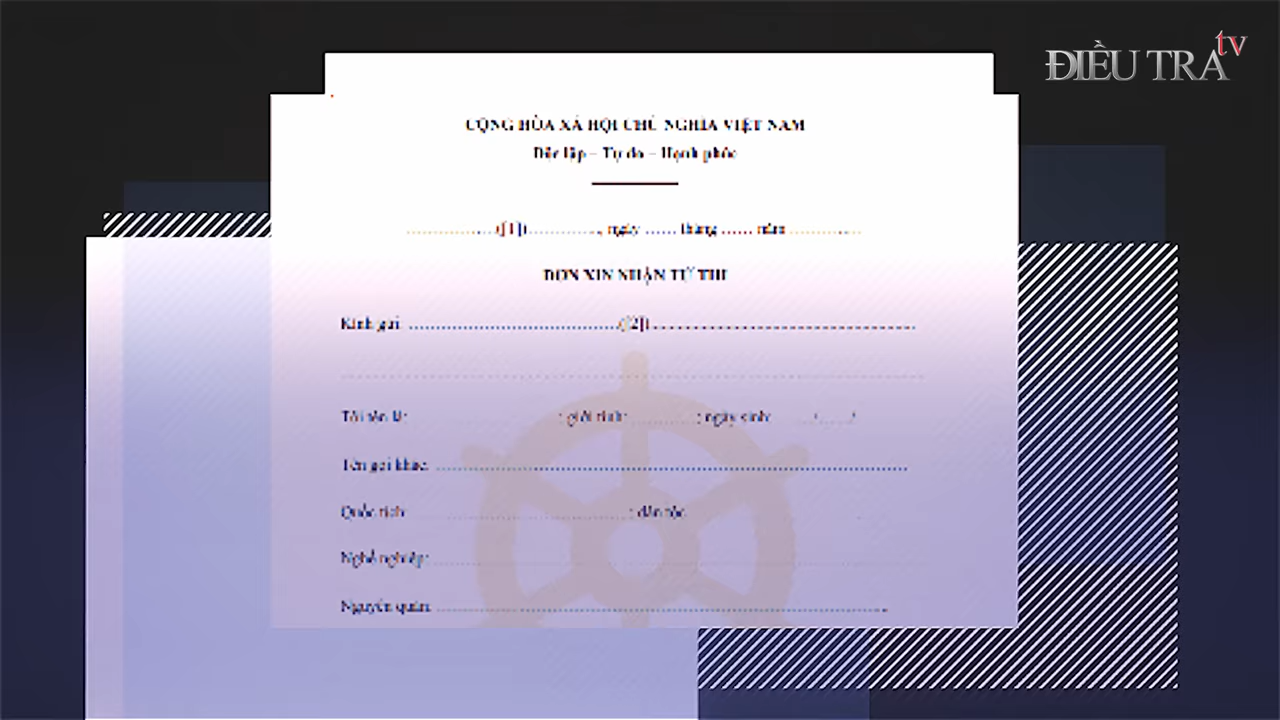 ĐIỀU TRA tv
CỘNG HÒA XÃ HỘI CHỦ NGHĨA VIỆT NAM
Độc lập – Tự do – Hạnh phúc
....................([1])................, ngày ...... tháng ...... năm ..............
ĐƠN XIN NHẬN TỬ THI
Kính gửi: ..........................................([2])..........................................................
................................................................................................................
Tôi tên là: ............................; giới tính: ............; ngày sinh: ....../....../
Tên gọi khác: ..............................................................................................
Quốc tịch: ..........................................; dân tộc
Nghề nghiệp: ..............................................................................................
Nguyên quán: ..............................................................................................